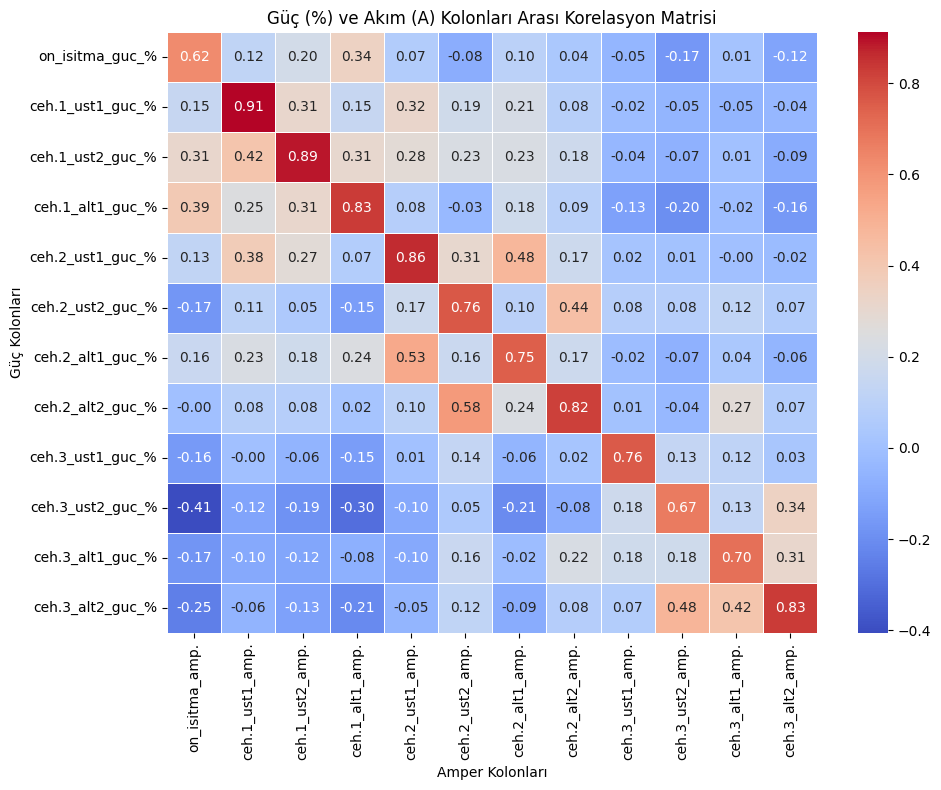 Güç (%) ve Akım (A) Kolonları Arası Korelasyon Matrisi
on_isitma_guc_% 0.62 0.12 0.20 0.34 0.07 -0.08 0.10 0.04 -0.05 -0.17 0.01 -0.12
ceh.1_ust1_guc_% 0.15 0.91 0.31 0.15 0.32 0.19 0.21 0.08 -0.02 -0.05 -0.05 -0.04
ceh.1_ust2_guc_% 0.31 0.42 0.89 0.31 0.28 0.23 0.23 0.18 -0.04 -0.07 0.01 -0.09
ceh.1_alt1_guc_% 0.39 0.25 0.31 0.83 0.08 -0.03 0.18 0.09 -0.13 -0.20 -0.02 -0.16
ceh.2_ust1_guc_% 0.13 0.38 0.27 0.07 0.86 0.31 0.48 0.17 0.02 0.01 -0.00 -0.02
ceh.2_ust2_guc_% -0.17 0.11 0.05 -0.15 0.17 0.76 0.10 0.44 0.08 0.08 0.12 0.07
ceh.2_alt1_guc_% 0.16 0.23 0.18 0.24 0.53 0.16 0.75 0.17 -0.02 -0.07 0.04 -0.06
ceh.2_alt2_guc_% -0.00 0.08 0.08 0.02 0.10 0.58 0.24 0.82 0.01 -0.04 0.27 0.07
ceh.3_ust1_guc_% -0.16 -0.00 -0.06 -0.15 0.01 0.14 -0.06 0.02 0.76 0.13 0.12 0.03
ceh.3_ust2_guc_% -0.41 -0.12 -0.19 -0.30 -0.10 0.05 -0.21 -0.08 0.18 0.67 0.13 0.34
ceh.3_alt1_guc_% -0.17 -0.10 -0.12 -0.08 -0.10 0.16 -0.02 0.22 0.18 0.18 0.70 0.31
ceh.3_alt2_guc_% -0.25 -0.06 -0.13 -0.21 -0.05 0.12 -0.09 0.08 0.07 0.48 0.42 0.83
Güç Kolonları
on_isitma_amp.
ceh.1_ust1_amp.
ceh.1_ust2_amp.
ceh.1_alt1_amp.
ceh.2_ust1_amp.
ceh.2_ust2_amp.
ceh.2_alt1_amp.
ceh.2_alt2_amp.
ceh.3_ust1_amp.
ceh.3_ust2_amp.
ceh.3_alt1_amp.
ceh.3_alt2_amp.
Amper Kolonları
0.8
0.6
0.4
0.2
0.0
−0.2
−0.4